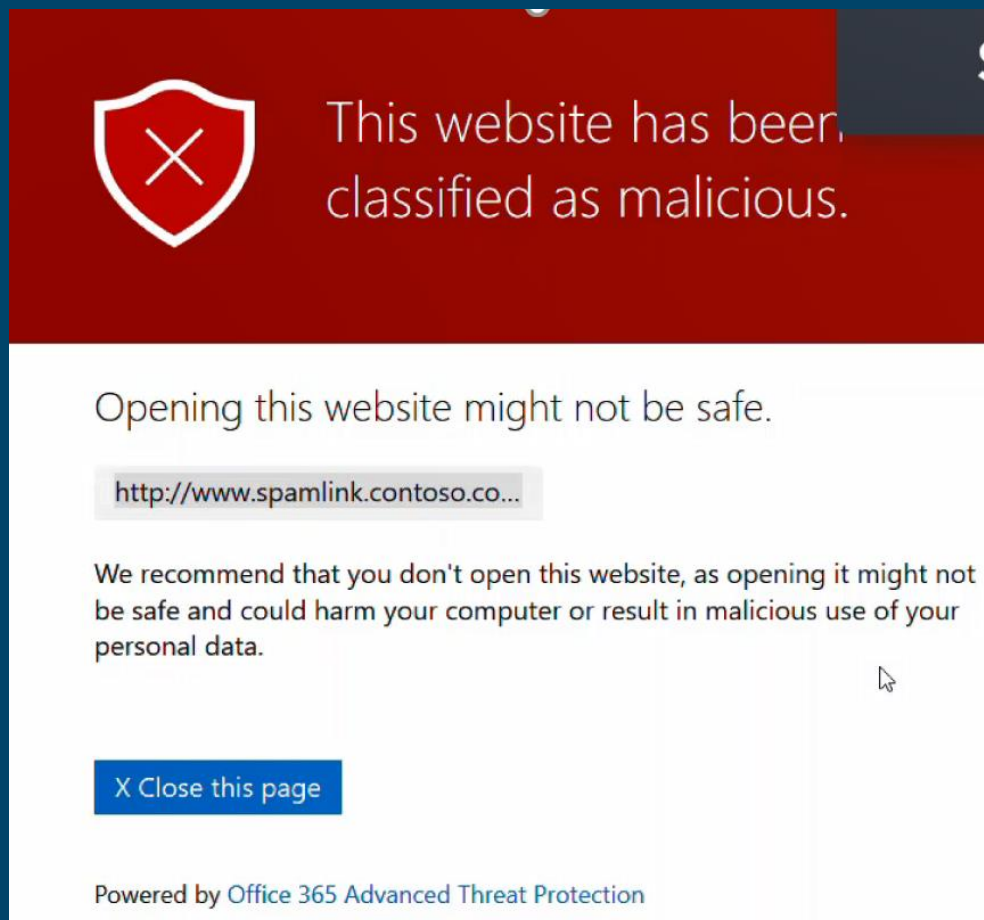 This website has been
classified as malicious.
Opening this website might not be safe.
http://www.spamlink.contoso.co...
We recommend that you don't open this website, as opening it might not
be safe and could harm your computer or result in malicious use of your
personal data.
X Close this page
Powered by Office 365 Advanced Threat Protection